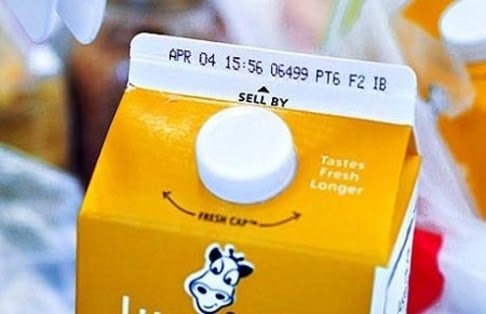 APR 04 15:56 06499 PT6 F2 IB
SELL BY
Tastes
Fresh
Longer
FRESH CAP™